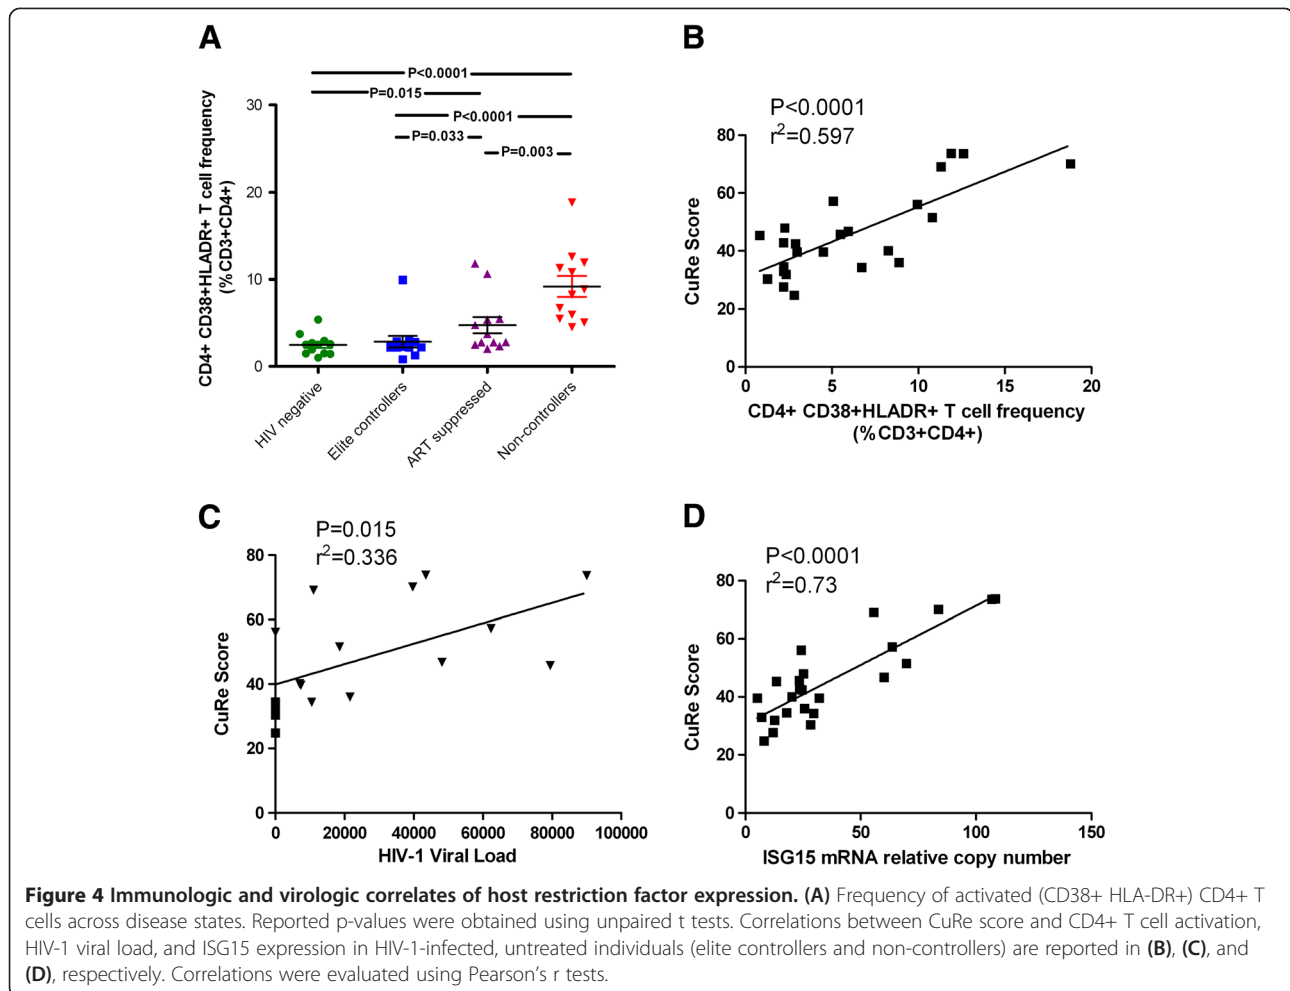 A
P<0.0001
P=0.015
P<0.0001
P=0.033
P=0.003
CD4+ CD38+HLADR+ T cell frequency
(%CD3+CD4+)
30
20
10
0
HIV negative
Elite controllers
ART suppressed
Non-controllers
B
P<0.0001
r²=0.597
CuRe Score
80
60
40
20
0
0 5 10 15 20
CD4+ CD38+HLADR+ T cell frequency
(%CD3+CD4+)
C
P=0.015
r²=0.336
CuRe Score
80
60
40
20
0
0 20000 40000 60000 80000 100000
HIV-1 Viral Load
D
P<0.0001
r²=0.73
CuRe Score
80
60
40
20
0
0 50 100 150
ISG15 mRNA relative copy number
Figure 4 Immunologic and virologic correlates of host restriction factor expression. (A) Frequency of activated (CD38+ HLA-DR+) CD4+ T
cells across disease states. Reported p-values were obtained using unpaired t tests. Correlations between CuRe score and CD4+ T cell activation,
HIV-1 viral load, and ISG15 expression in HIV-1-infected, untreated individuals (elite controllers and non-controllers) are reported in (B), (C), and
(D), respectively. Correlations were evaluated using Pearson's r tests.